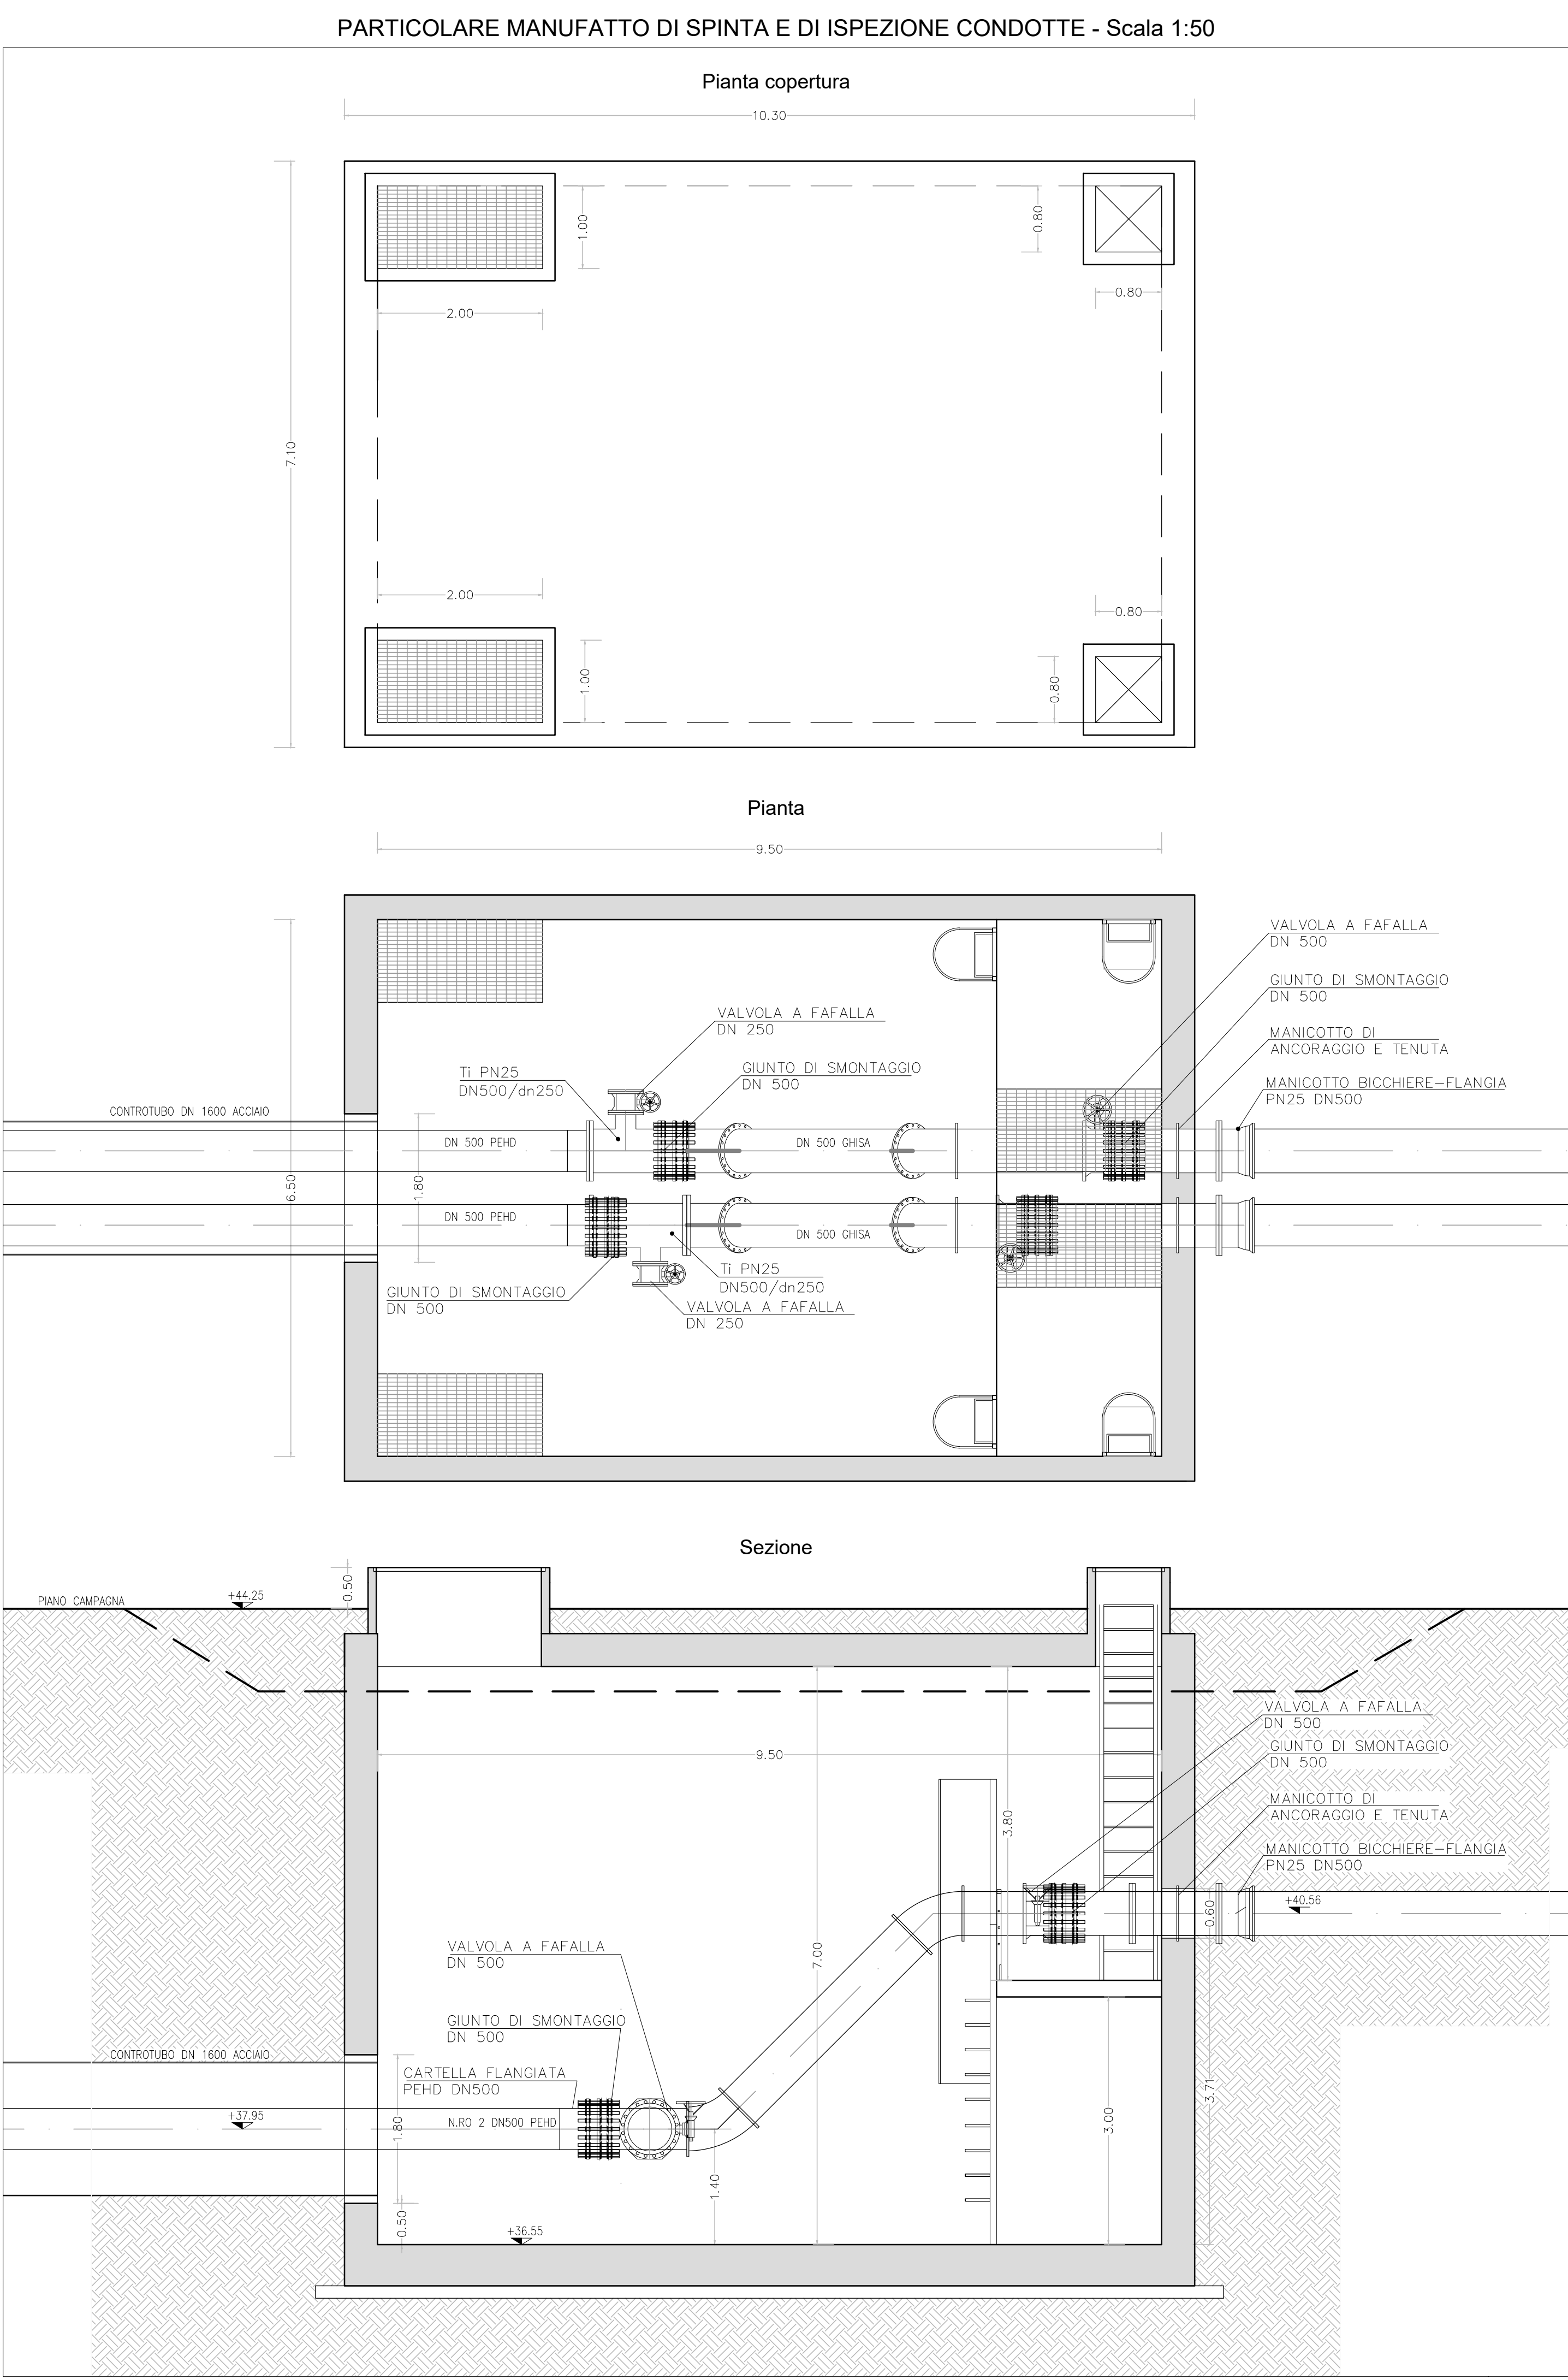 PARTICOLARE MANUFATTO DI SPINTA E DI ISPEZIONE CONDOTTE - Scala 1:50
Pianta copertura
10.30
1.00
0.80
2.00
0.80
7.10
2.00
0.80
1.00
0.80
Pianta
9.50
VALVOLA A FAFALLA
DN 500
GIUNTO DI SMONTAGGIO
DN 500
VALVOLA A FAFALLA
DN 250
MANICOTTO DI
ANCORAGGIO E TENUTA
GIUNTO DI SMONTAGGIO
DN 500
Ti PN25
DN500/dn250
MANICOTTO BICCHIERE-FLANGIA
PN25 DN500
CONTROTUBO DN 1600 ACCIAIO
DN 500 PEHD
DN 500 GHISA
6.50
1.80
DN 500 PEHD
DN 500 GHISA
Ti PN25
DN500/dn250
GIUNTO DI SMONTAGGIO
DN 500
VALVOLA A FAFALLA
DN 250
Sezione
0.50
PIANO CAMPAGNA
+44.25
VALVOLA A FAFALLA
DN 500
GIUNTO DI SMONTAGGIO
DN 500
9.50
MANICOTTO DI
ANCORAGGIO E TENUTA
3.80
MANICOTTO BICCHIERE-FLANGIA
PN25 DN500
+40.56
0.60
VALVOLA A FAFALLA
DN 500
7.00
GIUNTO DI SMONTAGGIO
DN 500
CONTROTUBO DN 1600 ACCIAIO
CARTELLA FLANGIATA
PEHD DN500
3.71
+37.95
N.RO 2 DN500 PEHD
1.80
3.00
1.40
0.50
+36.55